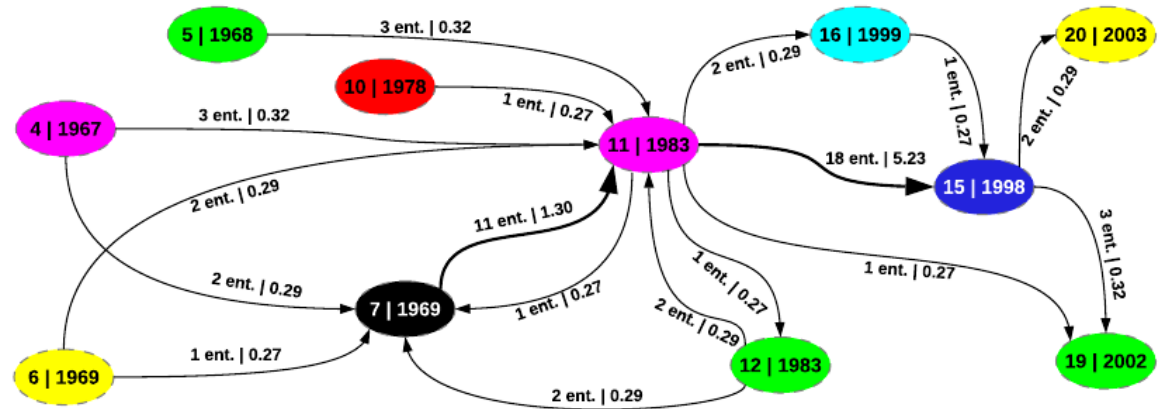 5 | 1968
3 ent. | 0.32
16 | 1999
20 | 2003
2 ent. | 0.29
1 ent. | 0.27
2 ent. | 0.29
10 | 1978
1 ent. | 0.27
4 | 1967
3 ent. | 0.32
11 | 1983
18 ent. | 5.23
15 | 1998
2 ent. | 0.29
11 ent. | 1.30
3 ent. | 0.32
2 ent. | 0.29
1 ent. | 0.27
1 ent. | 0.27
1 ent. | 0.27
7 | 1969
2 ent. | 0.29
1 ent. | 0.27
6 | 1969
12 | 1983
19 | 2002
2 ent. | 0.29